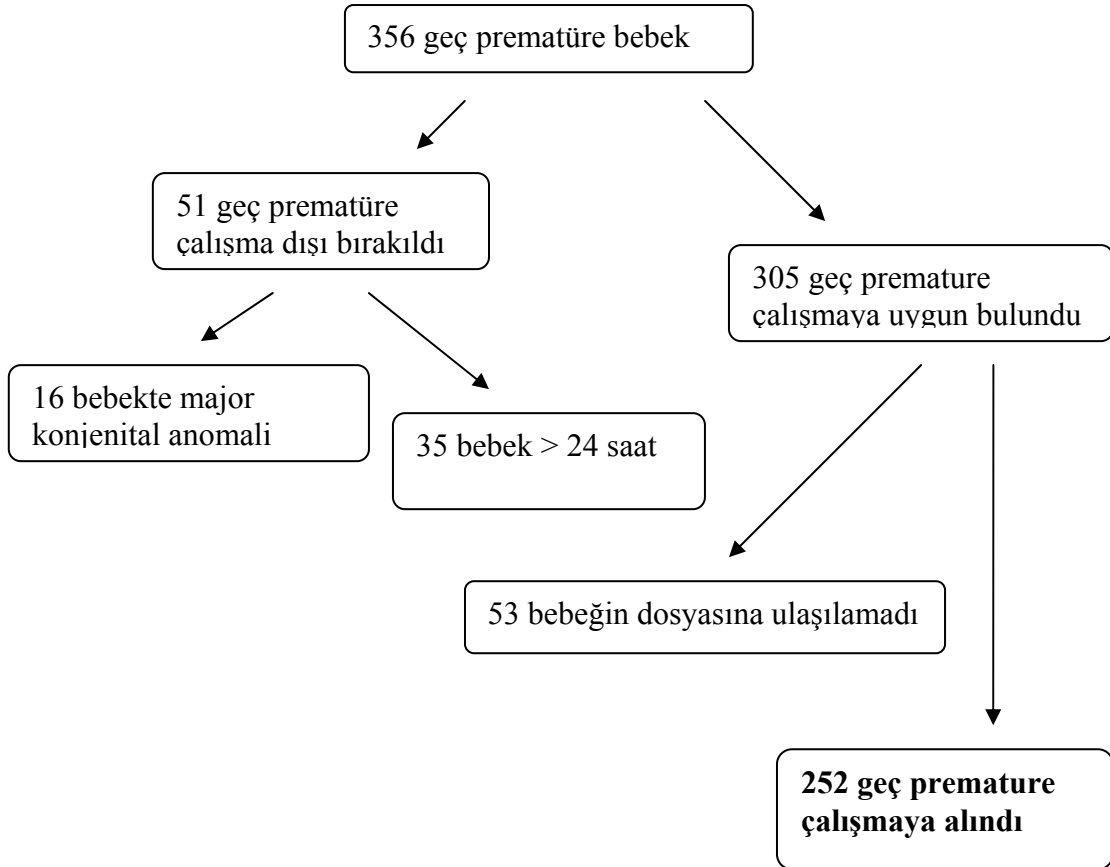 356 geç prematüre bebek
51 geç prematüre
çalışma dışı bırakıldı
305 geç premature
çalışmaya uygun bulundu
16 bebekte major
konjenital anomali
35 bebek > 24 saat
53 bebeğin dosyasına ulaşılamadı
252 geç premature
çalışmaya alındı